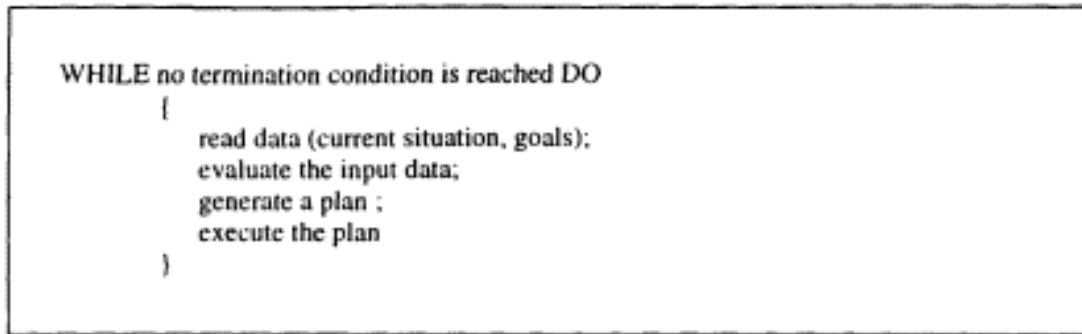 WHILE no termination condition is reached DO
{
read data (current situation, goals);
evaluate the input data;
generate a plan ;
execute the plan
}